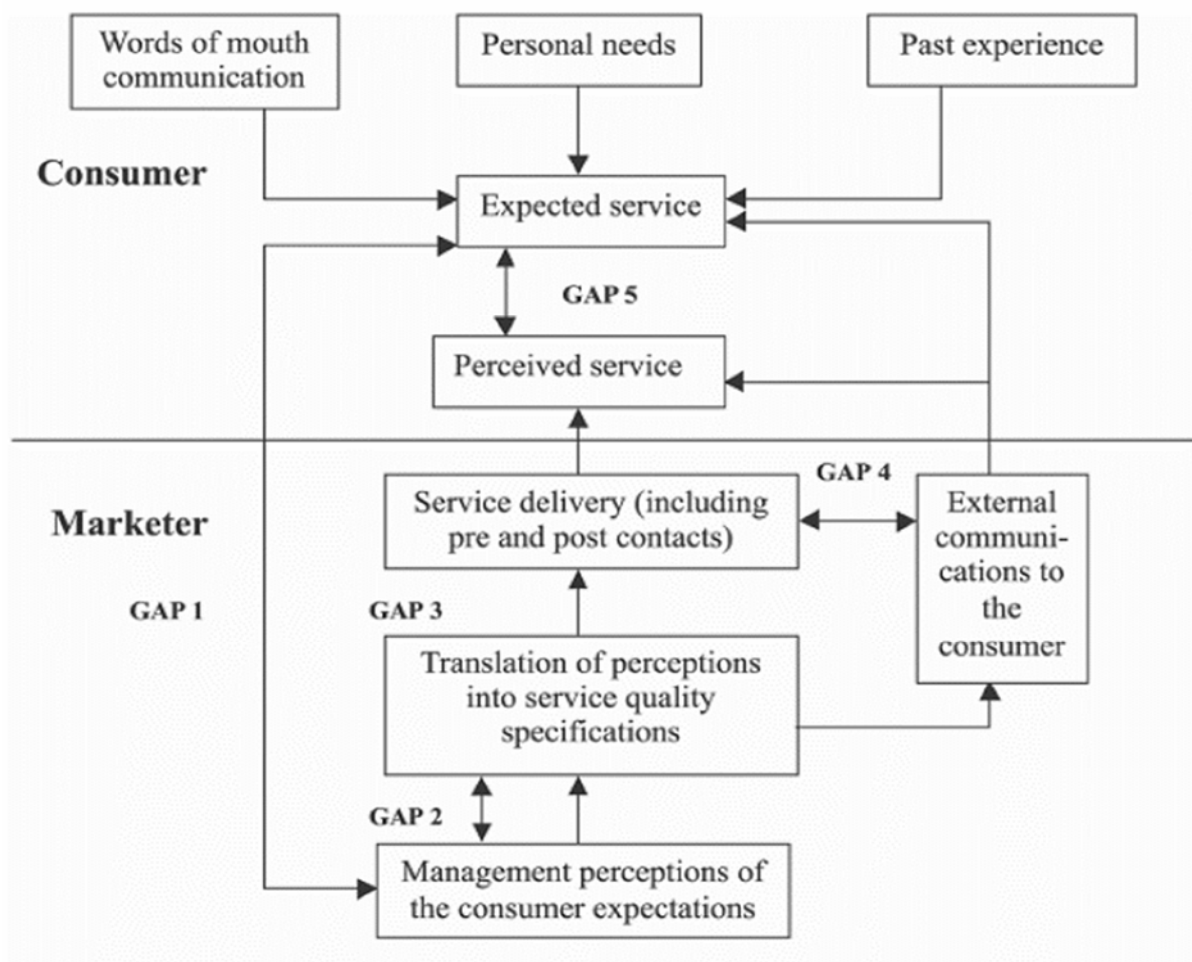 Words of mouth
communication
Personal needs
Past experience
Consumer
Expected service
GAP 5
Perceived service
Marketer
Service delivery (including
pre and post contacts)
GAP 4
External
communi-
cations to
the
consumer
GAP 1
GAP 3
Translation of perceptions
into service quality
specifications
GAP 2
Management perceptions of
the consumer expectations